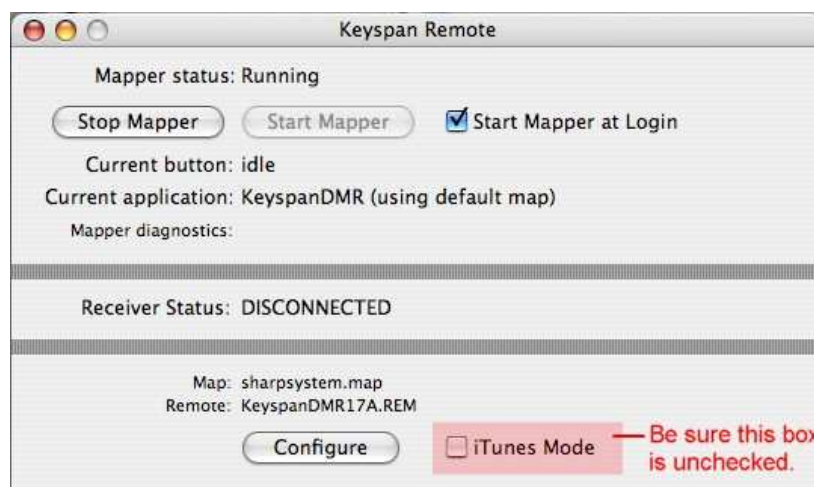 Keyspan Remote
Mapper status: Running
Stop Mapper Start Mapper Start Mapper at Login
Current button: idle
Current application: KeyspanDMR (using default map)
Mapper diagnostics:
Receiver Status: DISCONNECTED
Map: sharpsystem.map
Remote: KeyspanDMR17A.REM
Configure iTunes Mode Be sure this box
is unchecked.